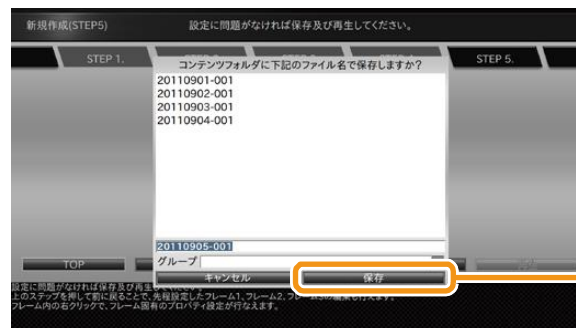 新規作成(STEP5)
設定に問題がなければ保存及び再生してください。
STEP 1.
STEP 5.
コンテンツフォルダに下記のファイル名で保存しますか?
20110901-001
20110902-001
20110903-001
20110904-001
20110905-001
グループ
TOP
キャンセル
保存
設定に問題がなければ保存及び再生
上のステップを押して前に戻ることで、先程設定したフレーム1、フレーム2、フレーム3の編集も行えます。
フレーム内の右クリックで、フレーム固有のプロパティ設定が行なえます。